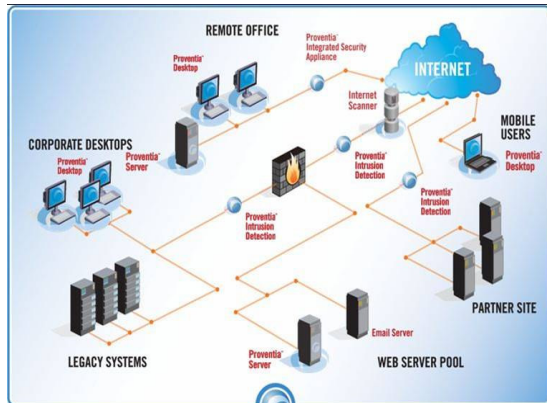 REMOTE OFFICE
Proventia
Desktop
Proventia
Integrated Security
Appliance
INTERNET
Internet
Scanner
CORPORATE DESKTOPS
Proventia
Desktop
Proventia
Server
MOBILE
USERS
Proventia
Desktop
Proventia
Intrusion
Detection
Proventia
Intrusion
Detection
Proventia
Intrusion
Detection
PARTNER SITE
Email Server
LEGACY SYSTEMS
Proventia
Server
WEB SERVER POOL